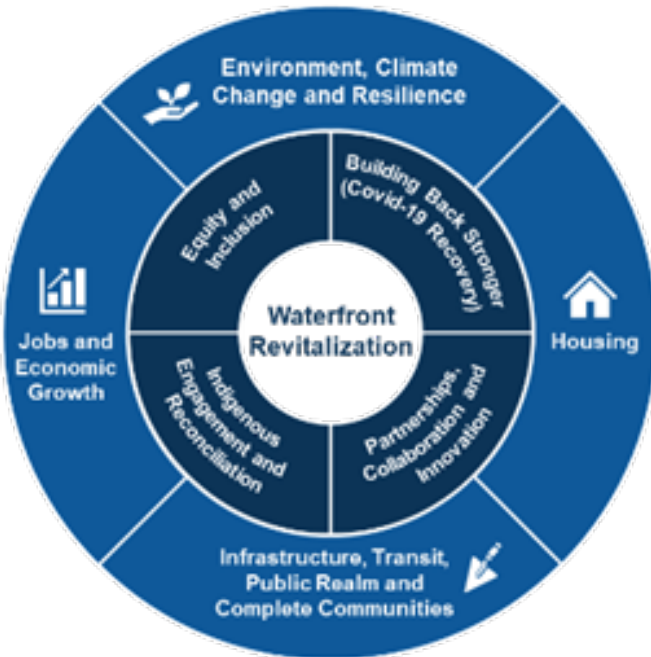 Environment, Climate
Change and Resilience
Equity and
Inclusion
Building Back Stronger
(Covid-19 Recovery)
Waterfront
Revitalization
Jobs and
Economic
Growth
Housing
Indigenous
Engagement and
Reconciliation
Partnerships,
Collaboration and
Innovation
Infrastructure, Transit,
Public Realm and
Complete Communities